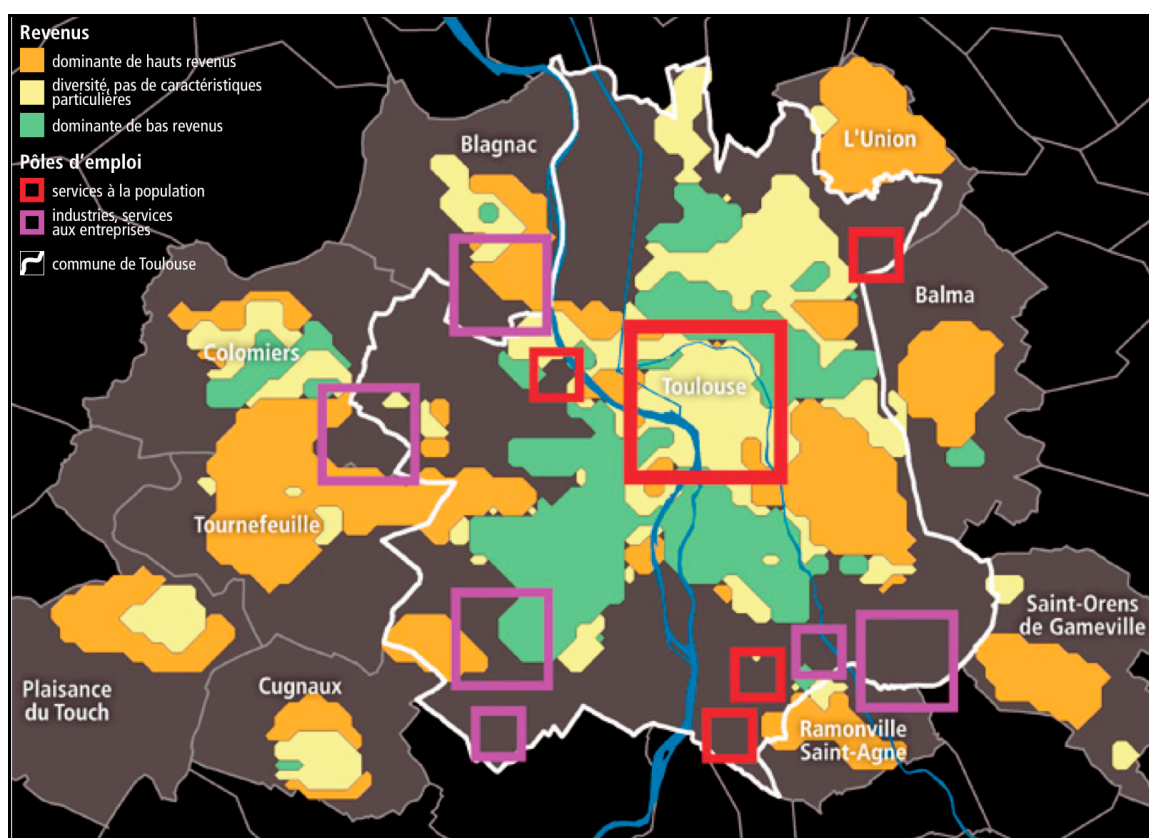 Revenus
dominante de hauts revenus
diversité, pas de caractéristiques
particulières
dominante de bas revenus
Pôles d'emploi
services à la population
industries, services
aux entreprises
commune de Toulouse
Blagnac
L'Union
Balma
Colomiers
Toulouse
Tournefeuille
Saint-Orens
de Gameville
Plaisance
du Touch
Cugnaux
Ramonville
Saint-Agne